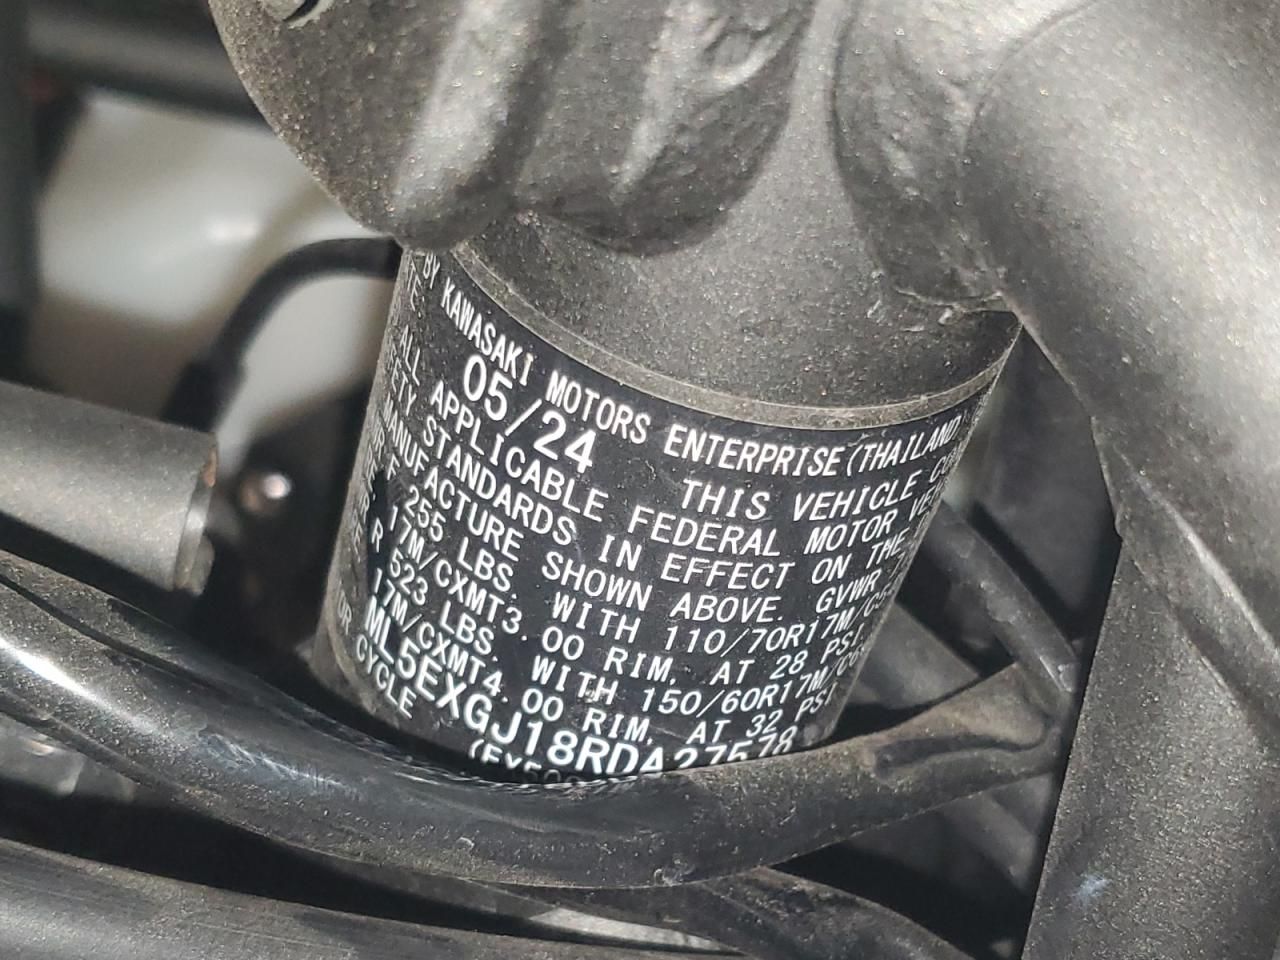 BY KAWASAKI MOTORS ENTERPRISE (THAILAND)
05/24 THIS VEHICLE
ALL APPLICABLE FEDERAL MOTOR
STANDARDS IN EFFECT ON THE
MANUFACTURE SHOWN ABOVE. GVWR
255 LBS. WITH 110/70R17M/C
17M/CXMT3.00 RIM, AT 28 PSI
R 523 LBS. WITH 150/60R17M/C
17M/CXMT4.00 RIM, AT 32 PSI
ML5EXGJ18RDA27578
CYCLE